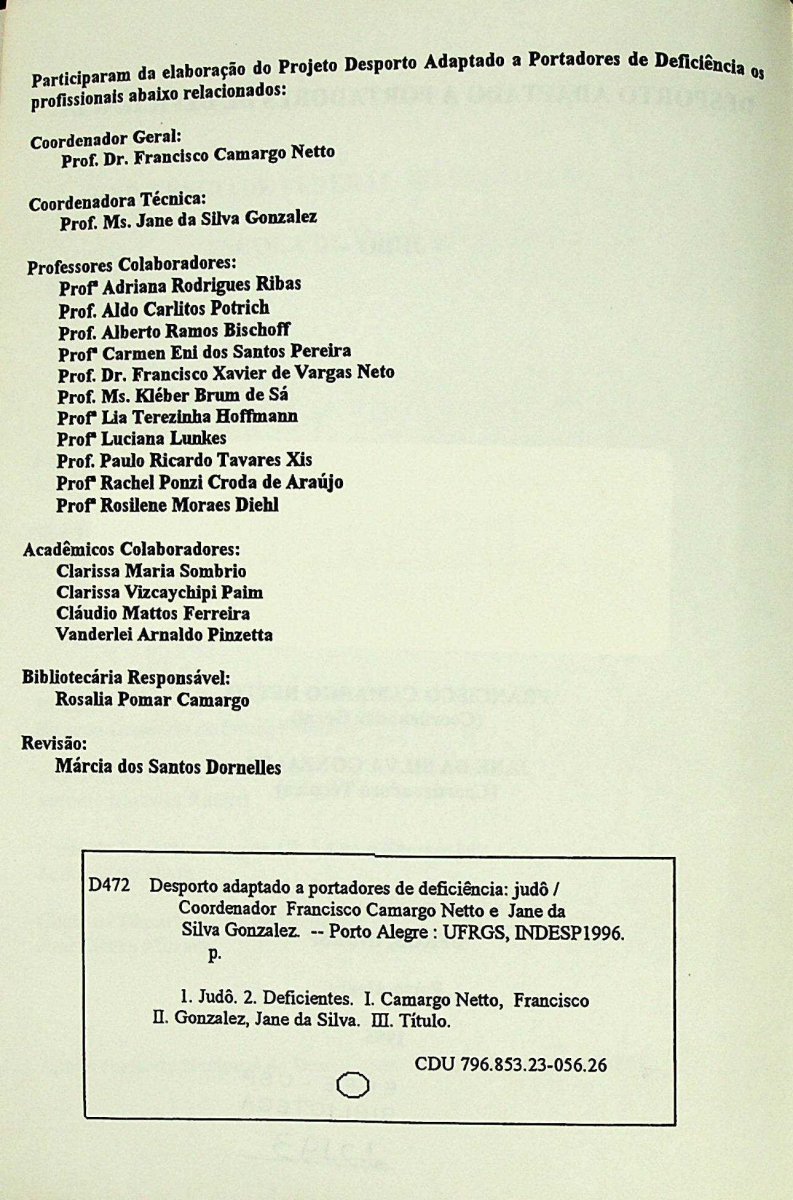 Participaram da elaboração do Projeto Desporto Adaptado a Portadores de Deficiência os
profissionais abaixo relacionados:
Coordenador Geral:
Prof. Dr. Francisco Camargo Netto
Coordenadora Técnica:
Prof. Ms. Jane da Silva Gonzalez
Professores Colaboradores:
Profª Adriana Rodrigues Ribas
Prof. Aldo Carlitos Potrich
Prof. Alberto Ramos Bischoff
Profª Carmen Eni dos Santos Pereira
Prof. Dr. Francisco Xavier de Vargas Neto
Prof. Ms. Kléber Brum de Sá
Profª Lia Terezinha Hoffmann
Profª Luciana Lunkes
Prof. Paulo Ricardo Tavares Xis
Profª Rachel Ponzi Croda de Araújo
Profª Rosilene Moraes Diehl
Acadêmicos Colaboradores:
Clarissa Maria Sombrio
Clarissa Vizcaychipi Paim
Cláudio Mattos Ferreira
Vanderlei Arnaldo Pinzetta
Bibliotecária Responsável:
Rosalia Pomar Camargo
Revisão:
Márcia dos Santos Dornelles
D472 Desporto adaptado a portadores de deficiência: judô /
Coordenador Francisco Camargo Netto e Jane da
Silva Gonzalez. -- Porto Alegre : UFRGS, INDESP1996.
p.
1. Judô. 2. Deficientes. I. Camargo Netto, Francisco
II. Gonzalez, Jane da Silva. III. Título.
CDU 796.853.23-056.26